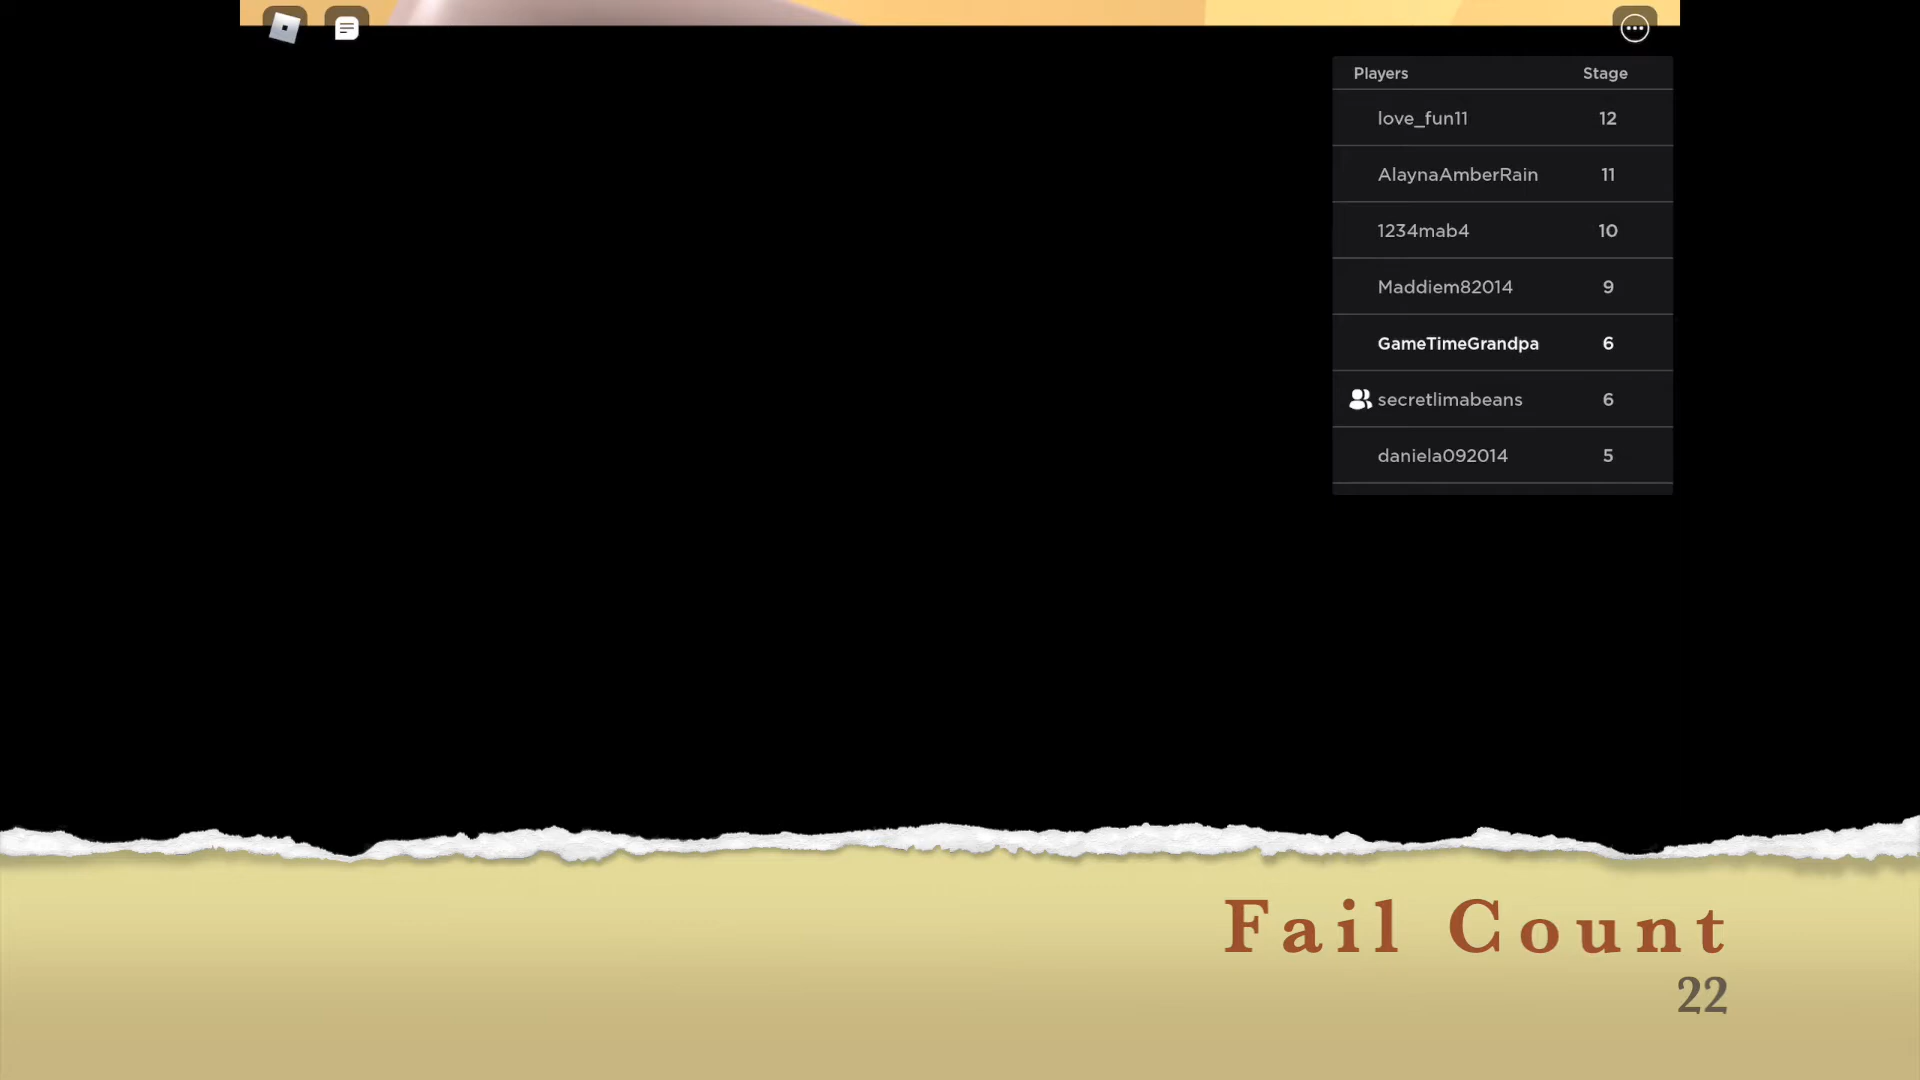 Players Stage
love_fun11 12
AlaynaAmberRain 11
1234mab4 10
Maddiem82014 9
GameTimeGrandpa 6
secretlimabeans 6
daniela092014 5
Fail Count
22